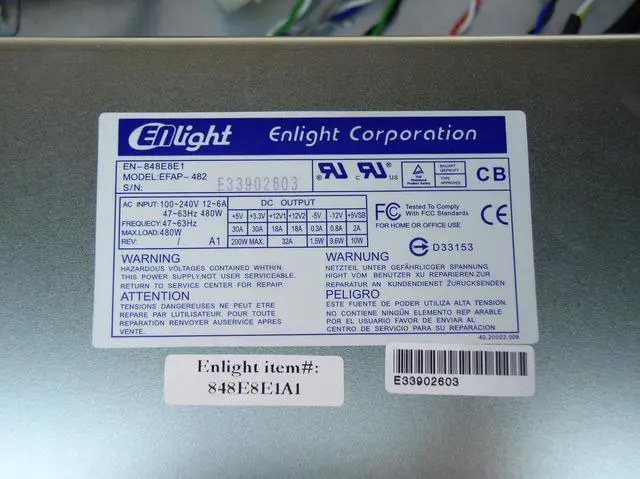 ENlight Enlight Corporation
EN-848E8E1
MODEL:EFAP-482
S/N: E33902603
CB
AC INPUT: 100~240V 12~6A
47~63Hz 480W
FREQUECY: 47~63Hz
MAX.LOAD: 480W
REV: / A1
DC OUTPUT
+5V +3.3V +12V1 +12V2 -5V -12V +5VSB
30A 30A 18A 18A 0.3A 0.8A 2A
200W MAX. 32A 1.5W 9.6W 10W
FC Tested To Comply
With FCC Standards
FOR HOME OR OFFICE USE
CE
D33153
WARNING
HAZARDOUS VOLTAGES CONTAINED WHTHIN
THIS POWER SUPPLY.NOT USER SERVICEABLE.
RETURN TO SERVICE CENTER FOR REPAIP.
ATTENTION
TENSIONS DANGEREUSES NE PEUT ETRE
REPARE PAR LUTILISATEUR. POUR TOUTE
REPARATION RENVOYER AUSERVICE APRES
VENTE.
WARNUNG
NETZTEIL UNTER GEFÄHRLICGER SPANNUNG
HIGHT VOM BENUTZER XU REPARIEREN.ZUR
REPARATUR AN KUNDENDIENST ZURUCKSENDEN
PELIGRO
ESTA FUENTE DE PODER UTILIZA ALTA TENSION.
NO CONTIENE NINGÚN ELEMENTO REP ARABLE
POR EL USUARIO FAVOR DE ENVIAR AL
CENTRO DE SERVICIO PARA SU REPARACIÓN
40.20002.009
Enlight item#:
848E8E1A1
E33902603